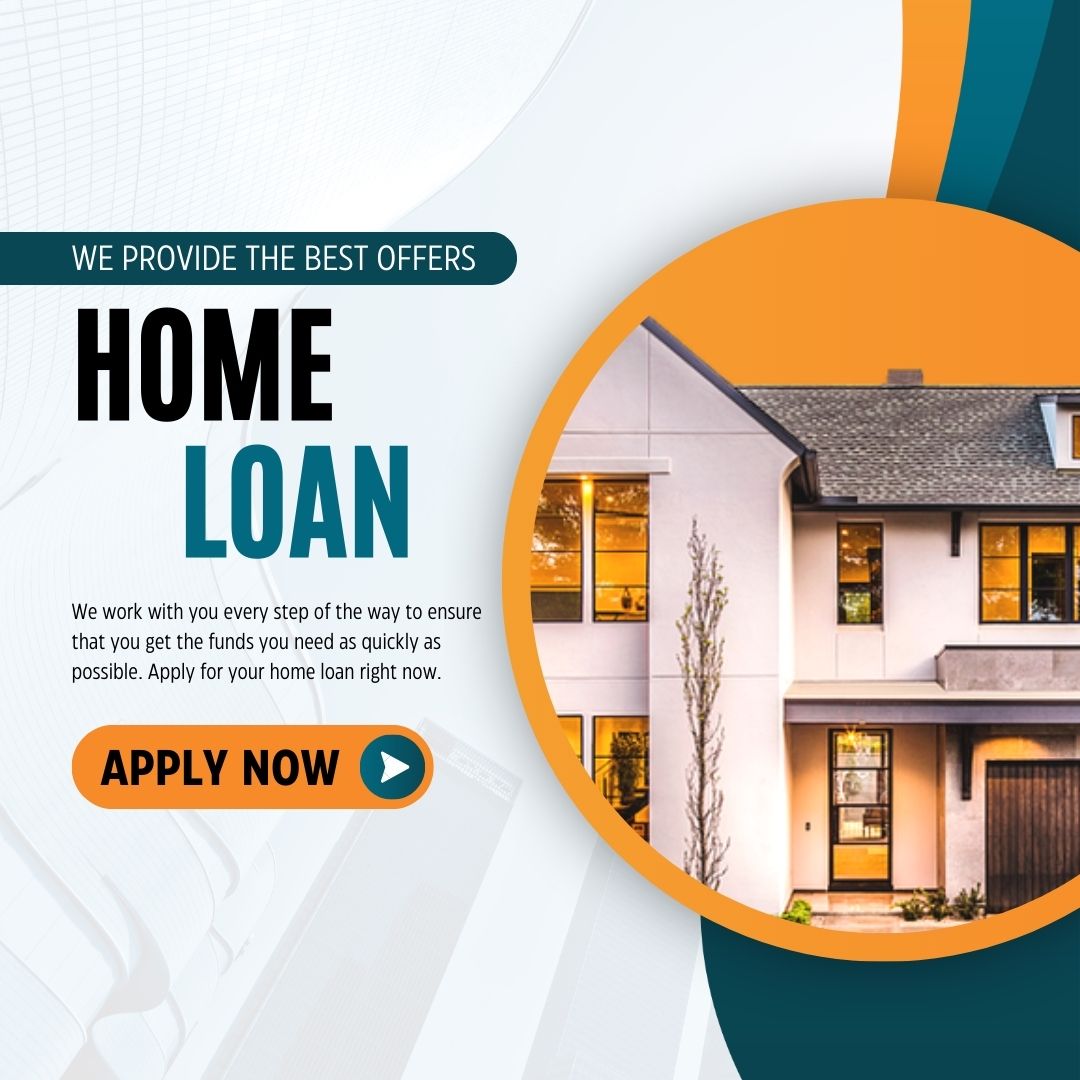 WE PROVIDE THE BEST OFFERS
HOME
LOAN
We work with you every step of the way to ensure
that you get the funds you need as quickly as
possible. Apply for your home loan right now.
APPLY NOW